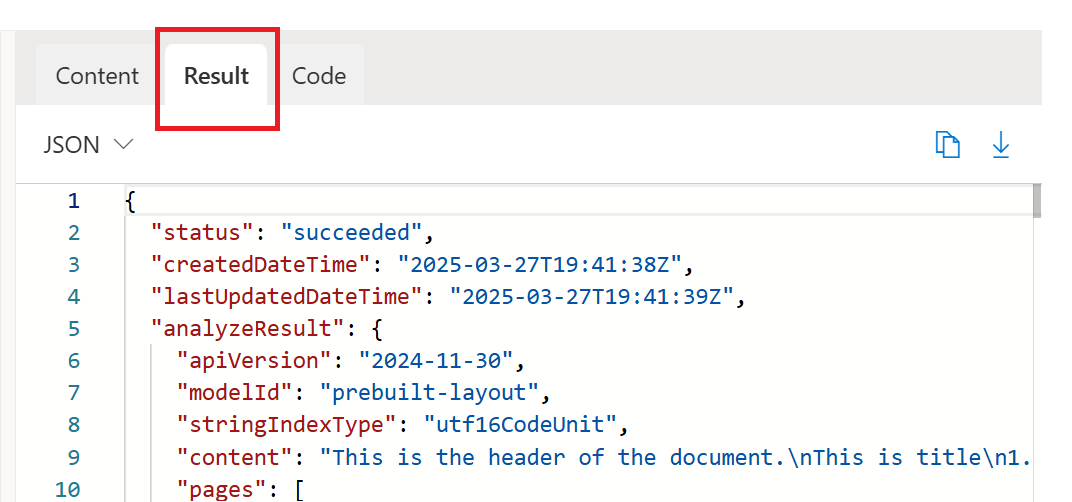 Content Result Code
JSON
1 {
2 "status": "succeeded",
3 "createdDateTime": "2025-03-27T19:41:38Z",
4 "lastUpdatedDateTime": "2025-03-27T19:41:39Z",
5 "analyzeResult": {
6 "apiVersion": "2024-11-30",
7 "modelId": "prebuilt-layout",
8 "stringIndexType": "utf16CodeUnit",
9 "content": "This is the header of the document.\nThis is title\n1.
10 "pages": [